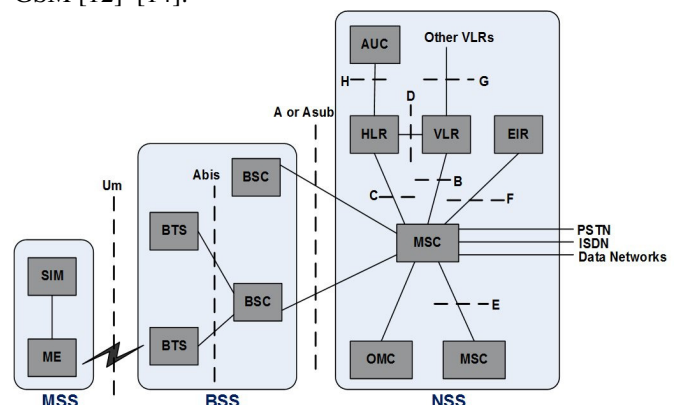 GSM [12]–[14].
AUC
Other VLRs
H
G
D
A or Asub
HLR
VLR
EIR
Abis
BSC
Um
C
B
F
BTS
MSC
PSTN
ISDN
Data Networks
SIM
BSC
E
ME
BTS
OMC
MSC
MSS
BSS
NSS